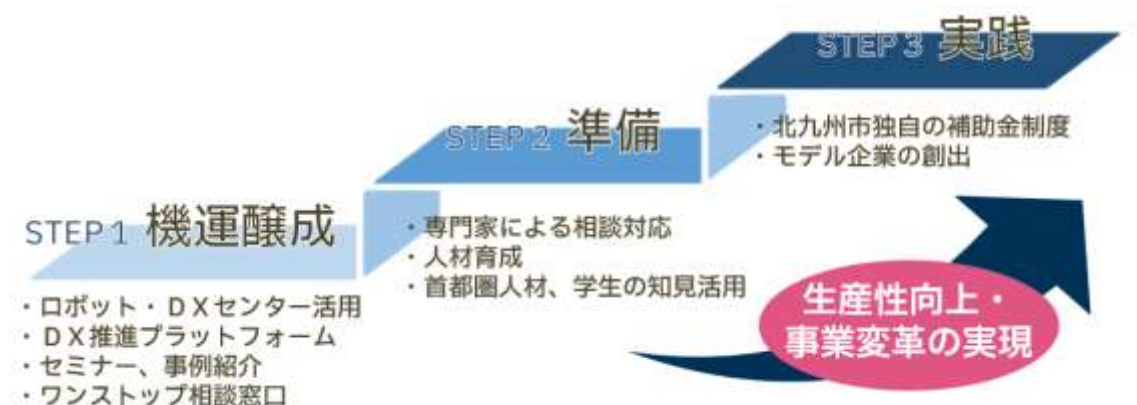 STEP 1 機運醸成
・ロボット・ＤＸセンター活用
・ＤＸ推進プラットフォーム
・セミナー、事例紹介
・ワンストップ相談窓口
STEP 2 準備
・専門家による相談対応
・人材育成
・首都圏人材、学生の知見活用
STEP 3 実践
・北九州市独自の補助金制度
・モデル企業の創出
生産性向上・
事業変革の実現